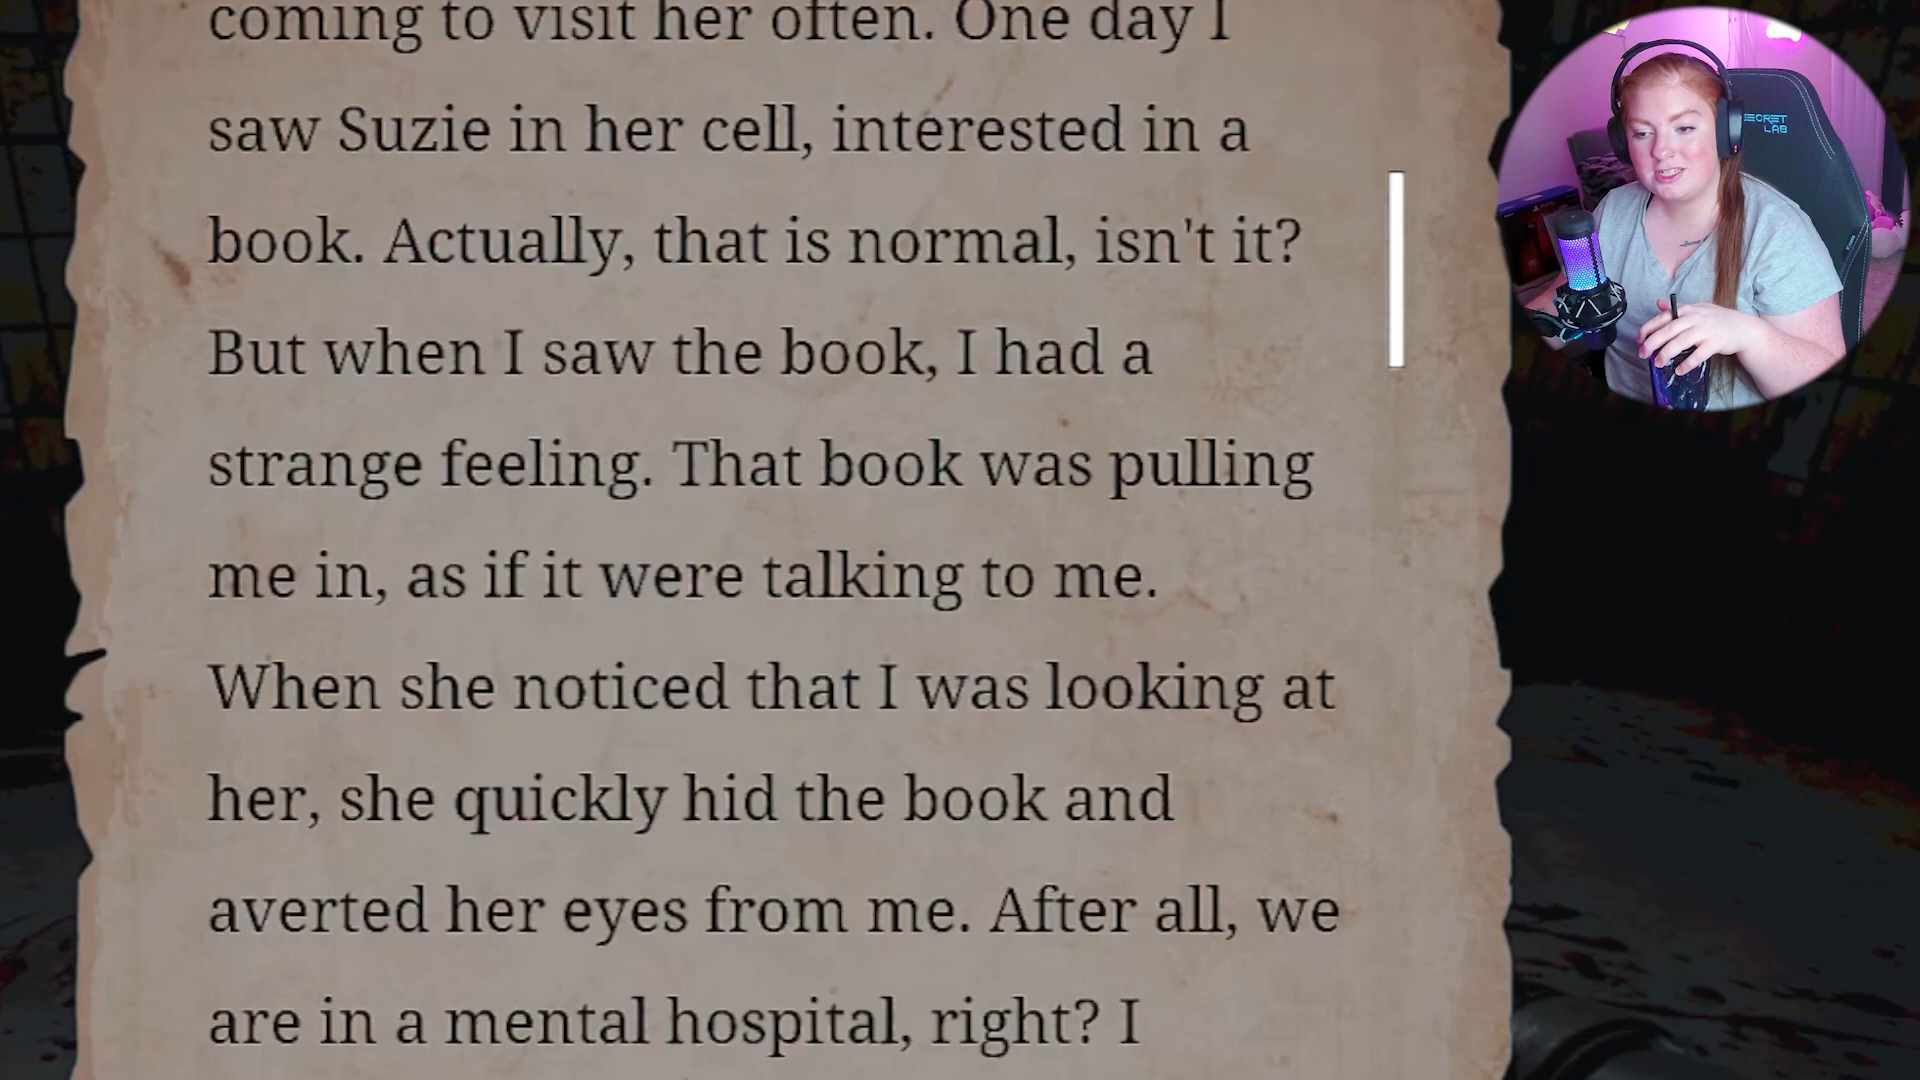 coming to visit her often. One day I
saw Suzie in her cell, interested in a
book. Actually, that is normal, isn't it?
But when I saw the book, I had a
strange feeling. That book was pulling
me in, as if it were talking to me.
When she noticed that I was looking at
her, she quickly hid the book and
averted her eyes from me. After all, we
are in a mental hospital, right? I
SECRET
LAB